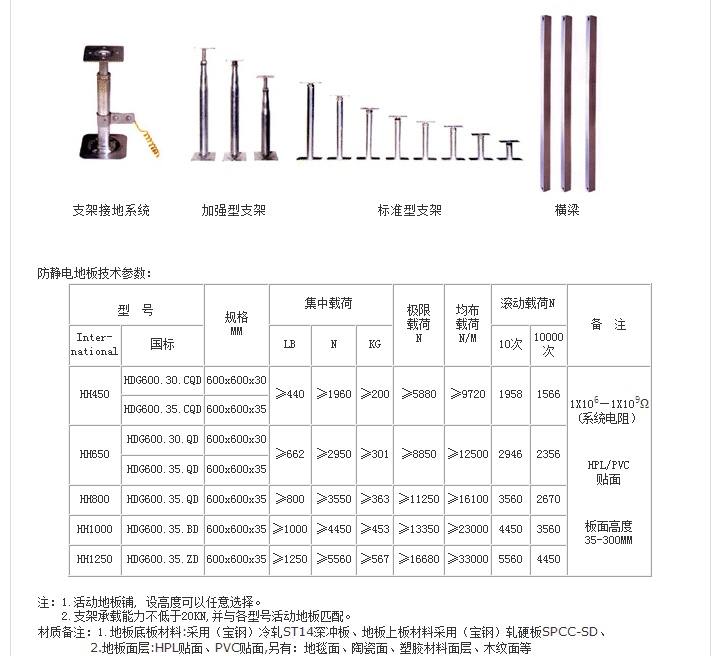 支架接地系统 加强型支架 标准型支架 横梁
防静电地板技术参数：
型 号 规格 MM 集中载荷 极限载荷 N 均布载荷 N/M 滚动载荷N 备 注
Inter-national 国标 LB N KG 10次 10000次
HH450 HDG600.30.CQD 600x600x30 ≥440 ≥1960 ≥200 ≥5880 ≥9720 1958 1566
HDG600.35.CQD 600x600x35
HH650 HDG600.30.QD 600x600x30 ≥662 ≥2950 ≥301 ≥8850 ≥12500 2946 2356
HDG600.35.QD 600x600x35
HH800 HDG600.35.QD 600x600x35 ≥800 ≥3550 ≥363 ≥11250 ≥16100 3560 2670
HH1000 HDG600.35.BD 600x600x35 ≥1000 ≥4450 ≥453 ≥13350 ≥23000 4450 3560
HH1250 HDG600.35.ZD 600x600x35 ≥1250 ≥5560 ≥567 ≥16680 ≥33000 5560 4450
1X10⁶－1X10⁹Ω
(系统电阻)
HPL/PVC
贴面
板面高度
35-300MM
注：1.活动地板铺，设高度可以任意选择。
2.支架承载能力不低于20KN,并与各型号活动地板匹配。
材质备注：1.地板底板材料:采用（宝钢）冷轧ST14深冲板、地板上板材料采用（宝钢）轧硬板SPCC-SD、
2.地板面层:HPL贴面、PVC贴面,另有：地毯面、陶瓷面、塑胶材料面层、木纹面等